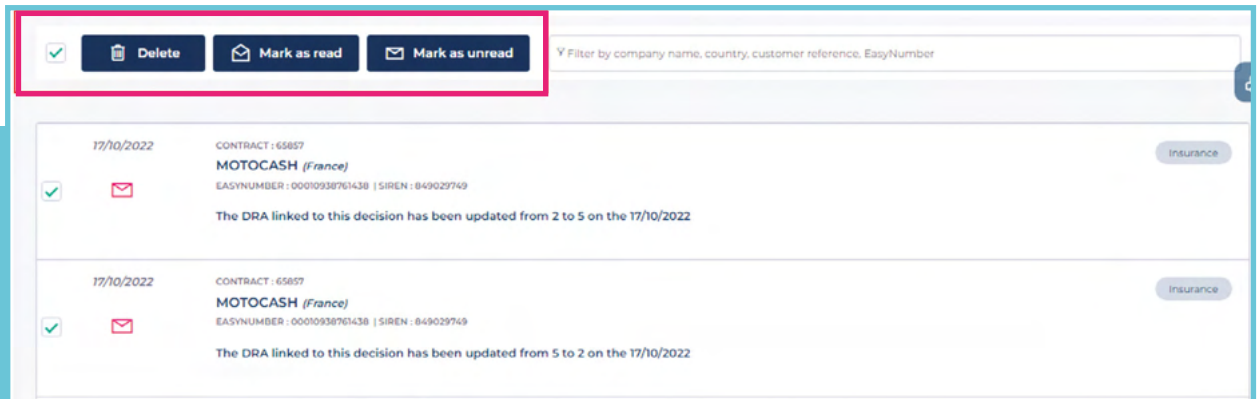 Delete Mark as read Mark as unread Filter by company name, country, customer reference, EasyNumber
17/10/2022 CONTRACT : 65857
MOTOCASH (France) Insurance
EASYNUMBER : 00010938761438 | SIREN : 849029749
The DRA linked to this decision has been updated from 2 to 5 on the 17/10/2022
17/10/2022 CONTRACT : 65857
MOTOCASH (France) Insurance
EASYNUMBER : 00010938761438 | SIREN : 849029749
The DRA linked to this decision has been updated from 5 to 2 on the 17/10/2022